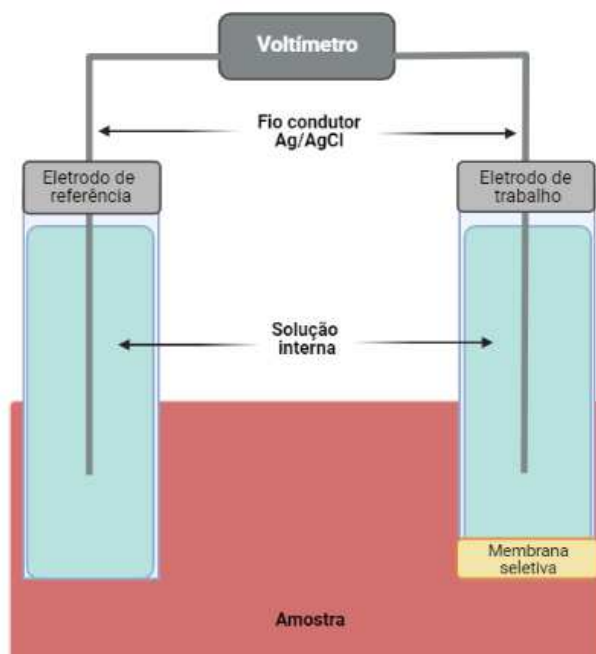 Voltímetro
Fio condutor
Ag/AgCl
Eletrodo de
referência
Eletrodo de
trabalho
Solução
interna
Membrana
seletiva
Amostra